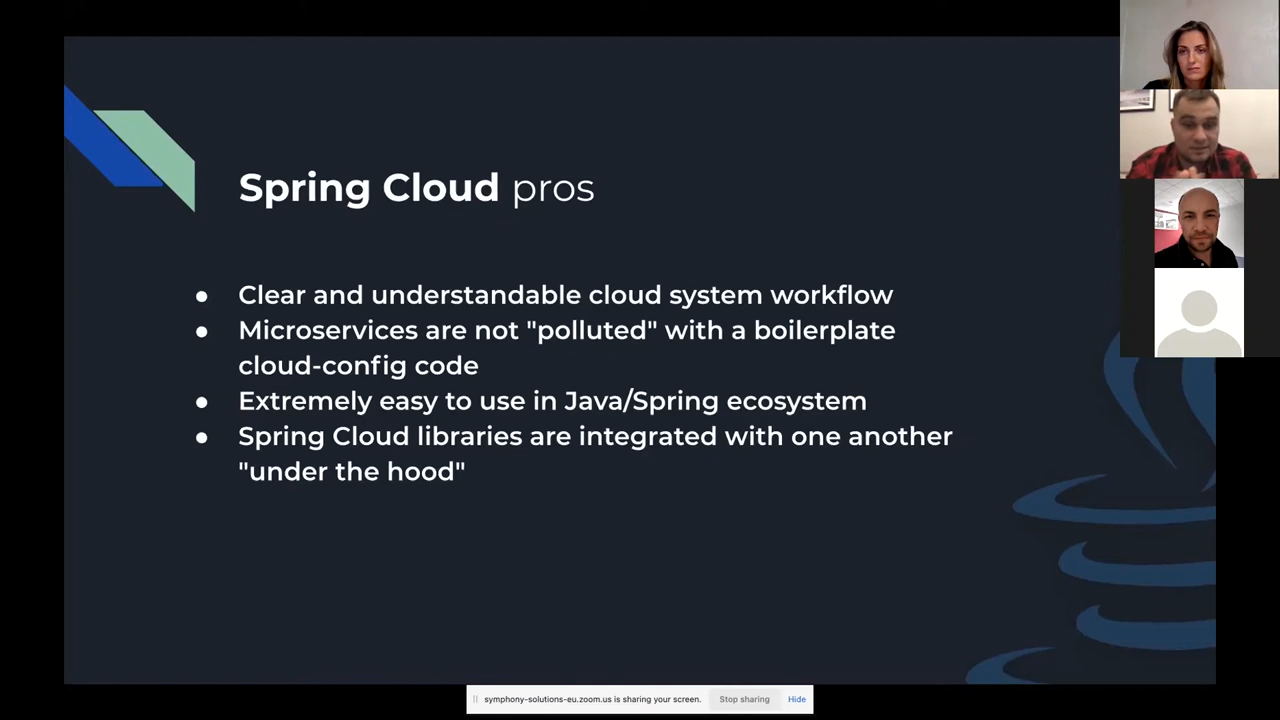 Spring Cloud pros
● Clear and understandable cloud system workflow
● Microservices are not "polluted" with a boilerplate
cloud-config code
● Extremely easy to use in Java/Spring ecosystem
● Spring Cloud libraries are integrated with one another
"under the hood"
symphony-solutions-eu.zoom.us is sharing your screen. Stop sharing Hide